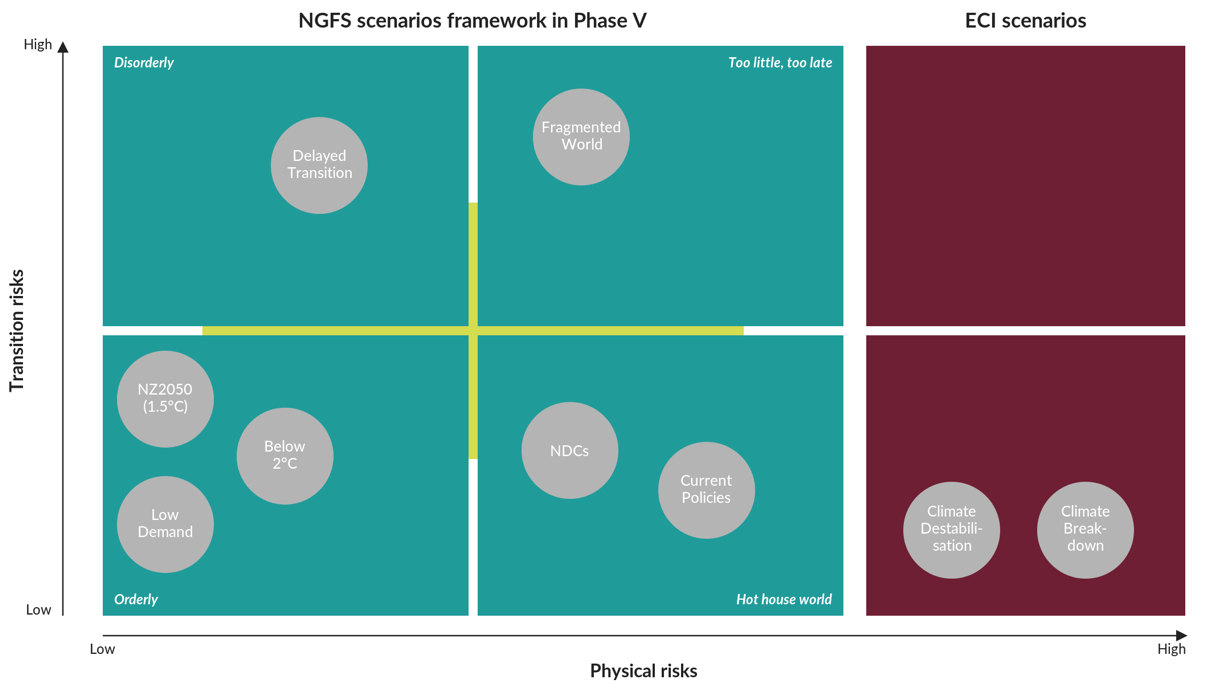 NGFS scenarios framework in Phase V
ECI scenarios
High
Disorderly
Too little, too late
Delayed
Transition
Fragmented
World
Transition risks
NZ2050
(1.5°C)
Below
2°C
Low
Demand
NDCs
Current
Policies
Climate
Destabili-
sation
Climate
Break-
down
Orderly
Hot house world
Low
Low
High
Physical risks